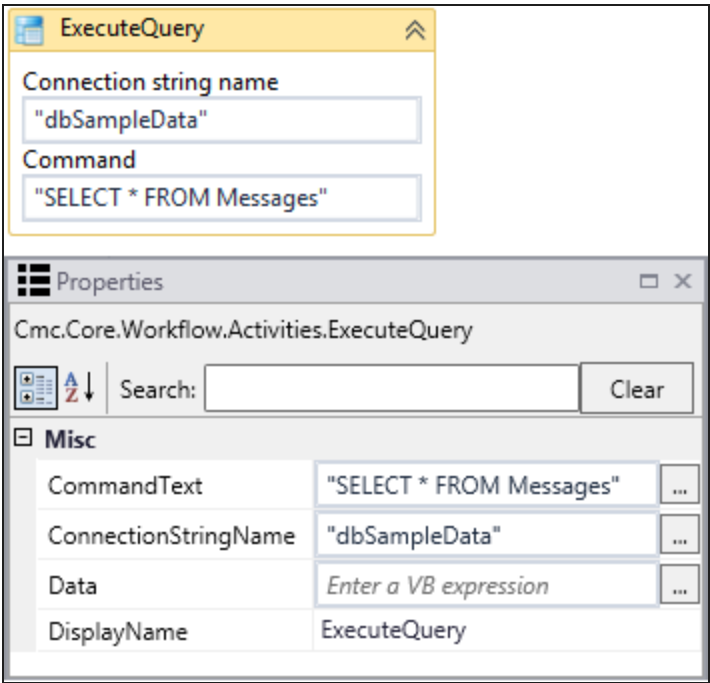 ExecuteQuery
Connection string name
"dbSampleData"
Command
"SELECT * FROM Messages"
Properties
Cmc.Core.Workflow.Activities.ExecuteQuery
A Z Search: Clear
Misc
CommandText "SELECT * FROM Messages" ...
ConnectionStringName "dbSampleData" ...
Data Enter a VB expression ...
DisplayName ExecuteQuery